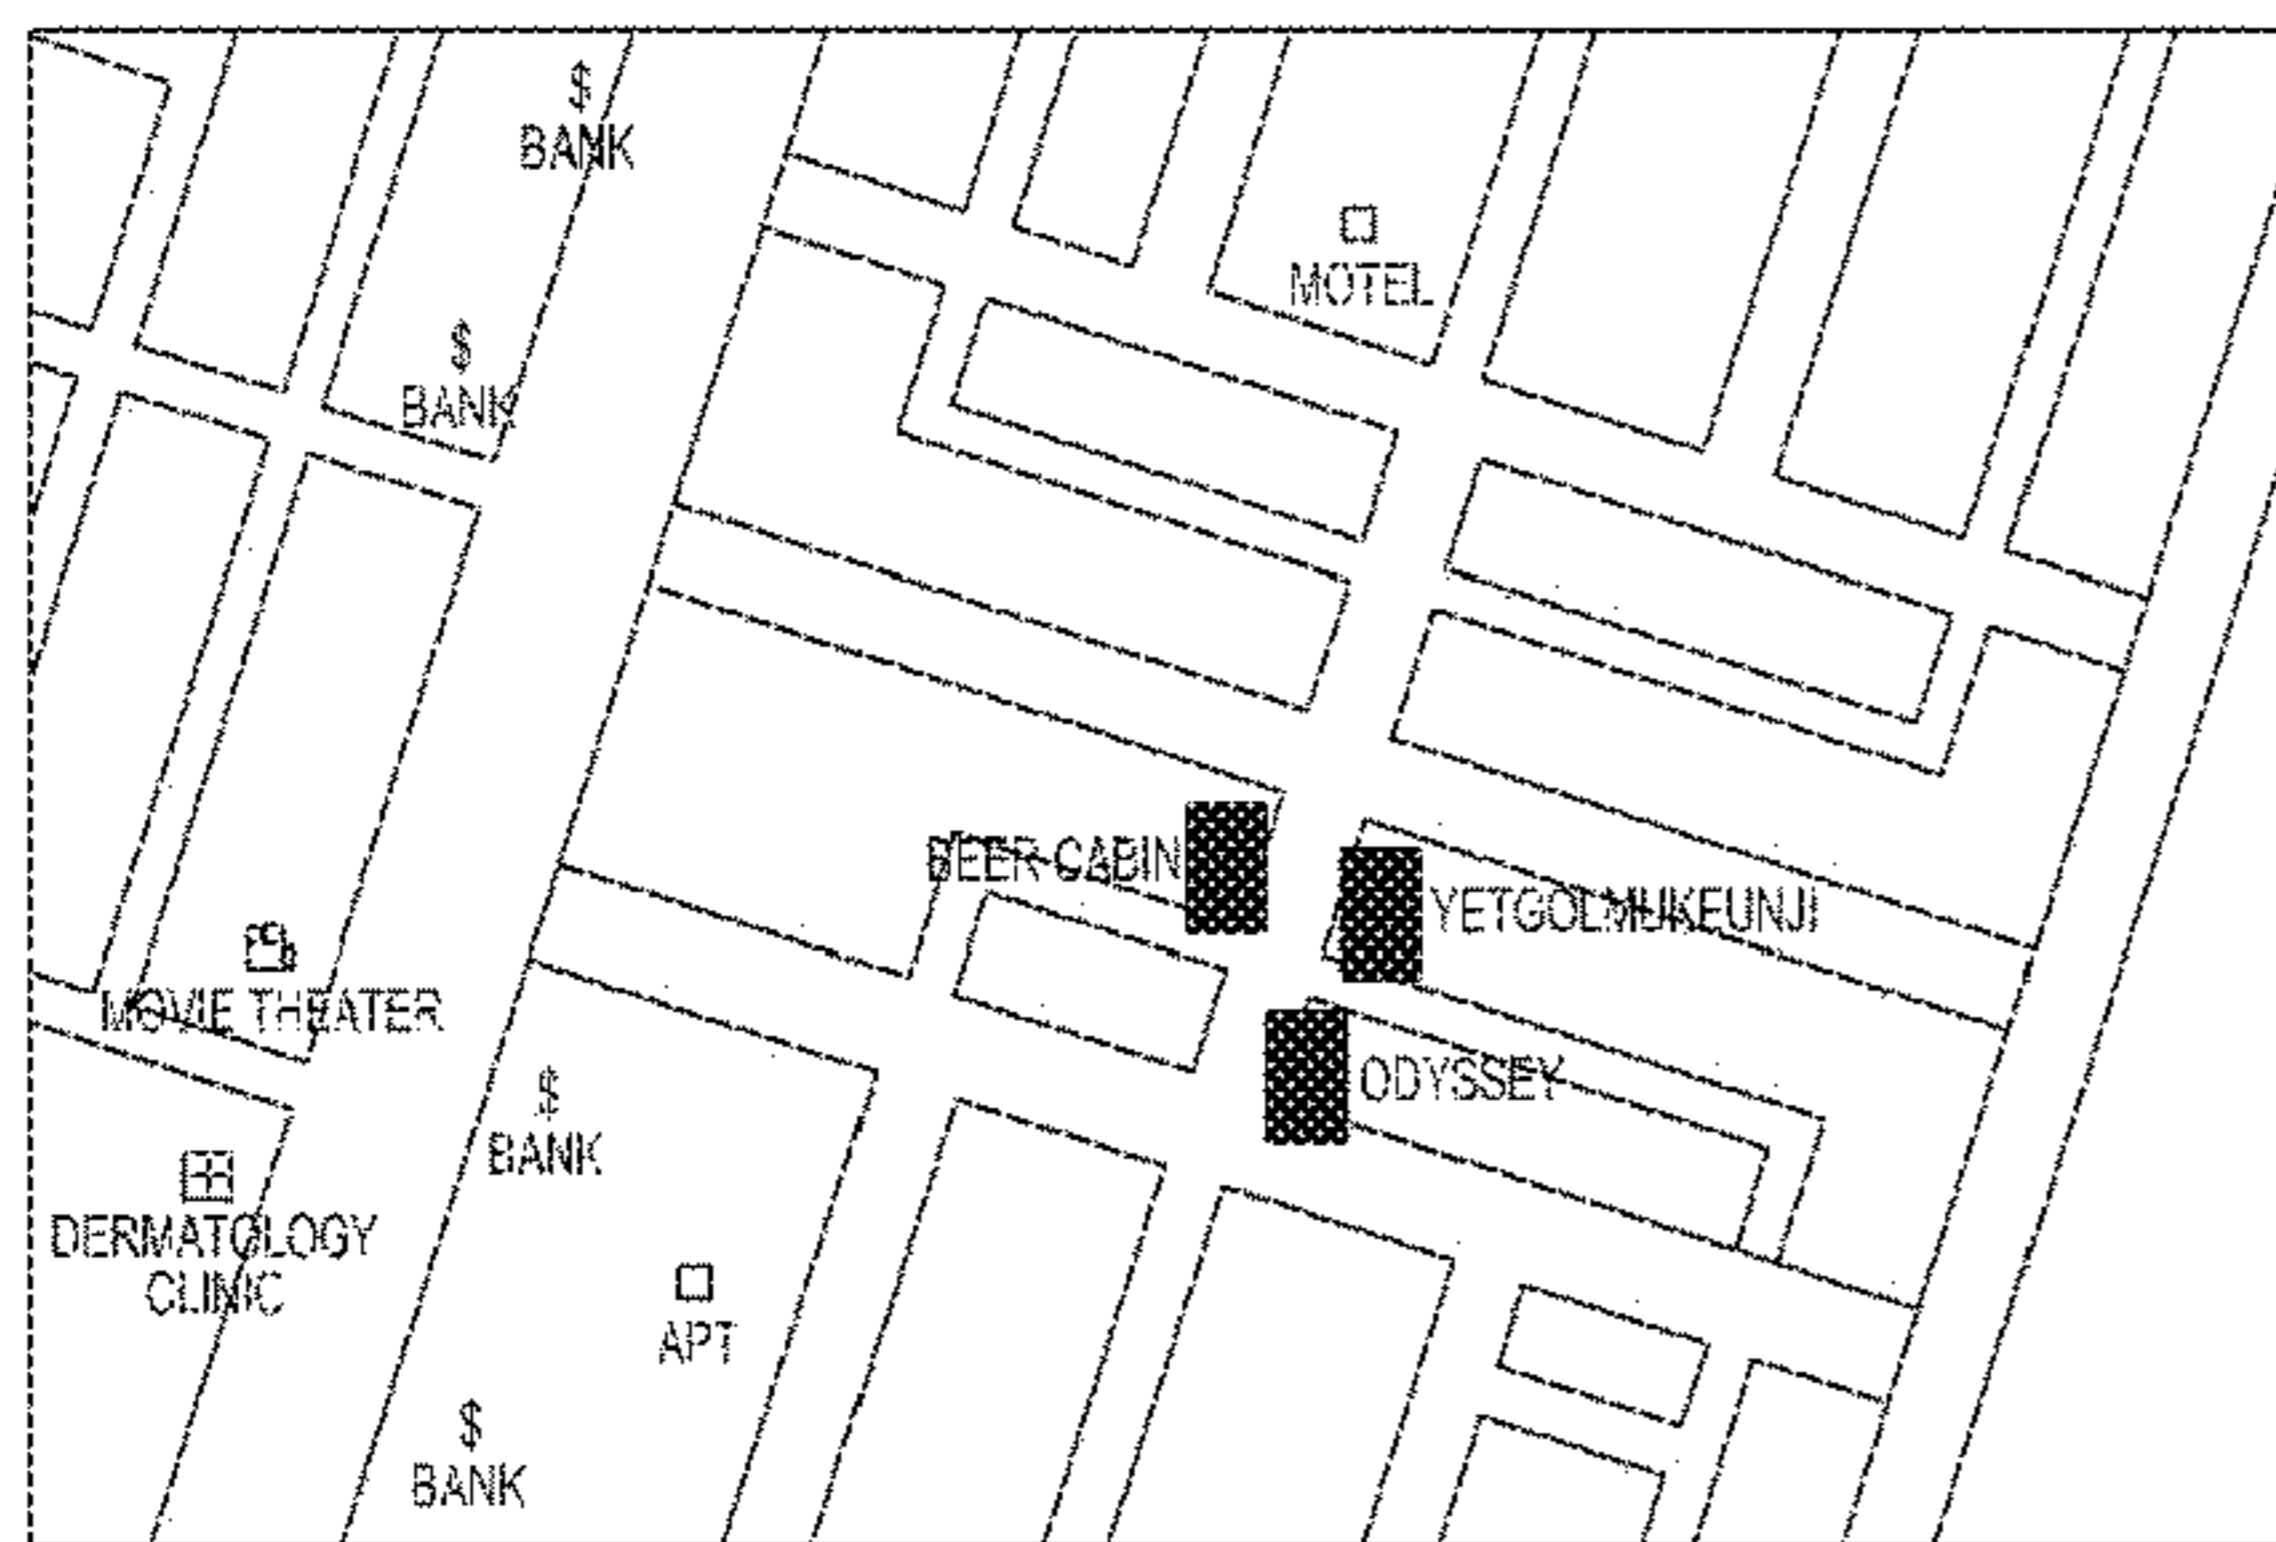 $
BANK
MOTEL
$
BANK
BEER CABIN
YETGOLMUKEUNJI
MOVIE THEATER
ODYSSEY
$
BANK
DERMATOLOGY
CLINIC
APT
$
BANK